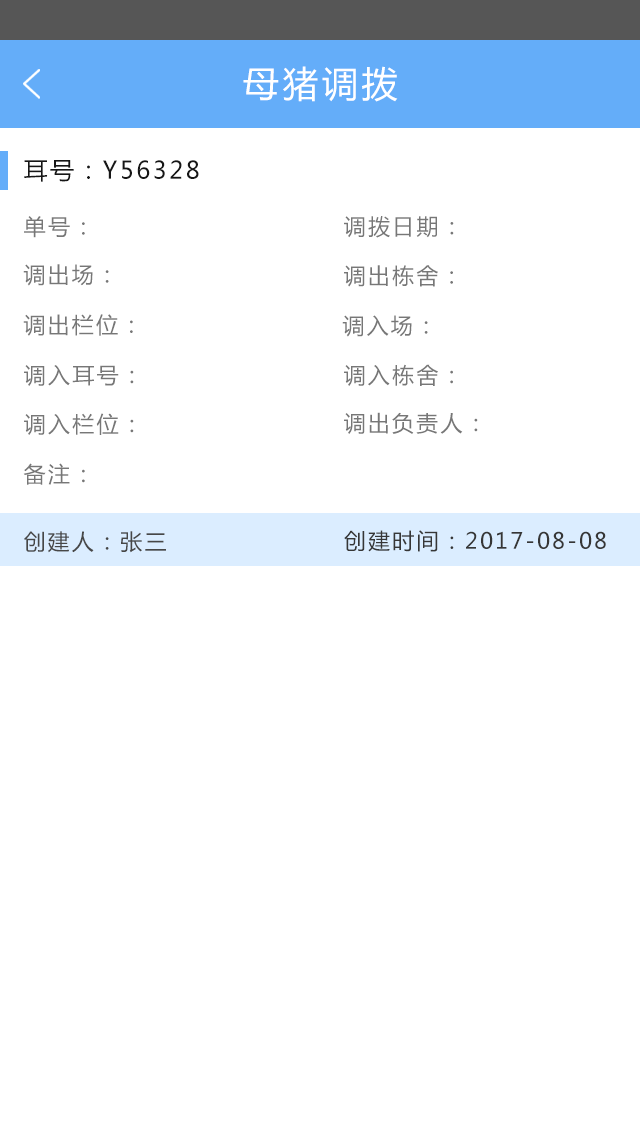 母猪调拨
耳号：Y56328
单号： 调拨日期：
调出场： 调出栋舍：
调出栏位： 调入场：
调入耳号： 调入栋舍：
调入栏位： 调出负责人：
备注：
创建人：张三 创建时间：2017-08-08